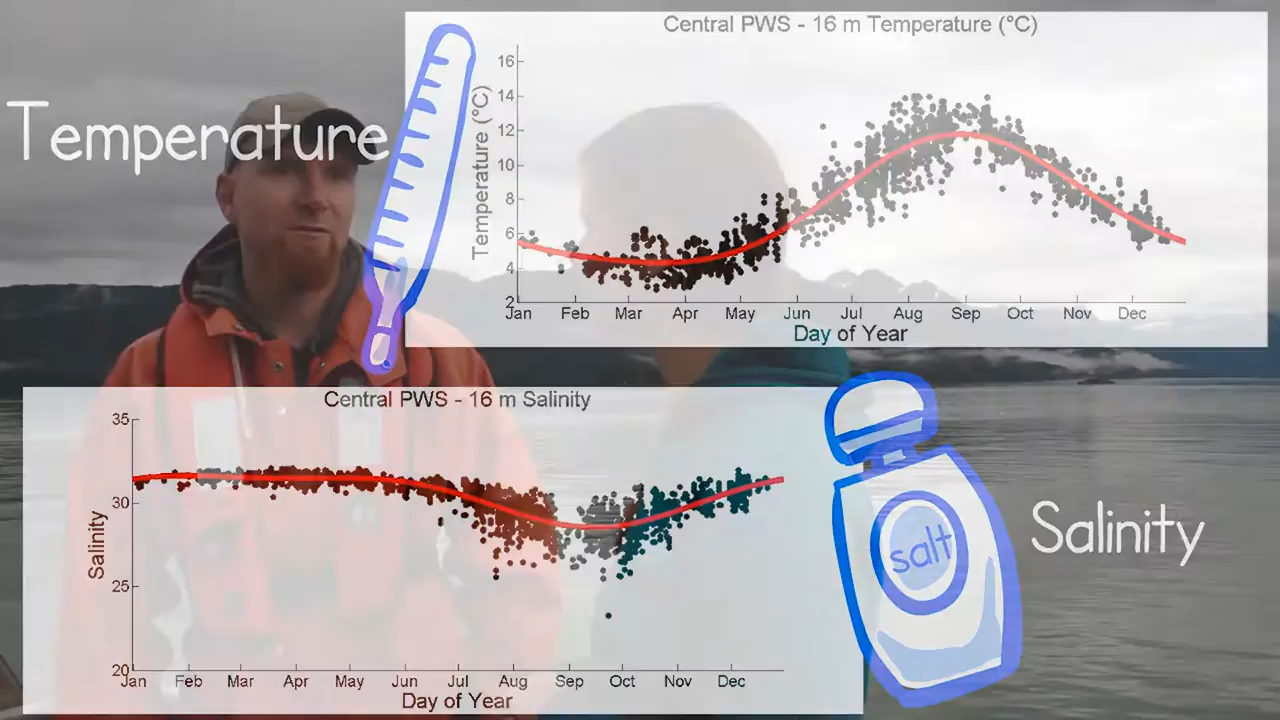 Central PWS - 16 m Temperature (°C)
Temperature
Temperature (°C)
16
14
12
10
8
6
4
2
Jan Feb Mar Apr May Jun Jul Aug Sep Oct Nov Dec
Day of Year
Central PWS - 16 m Salinity
Salinity
35
30
25
20
Jan Feb Mar Apr May Jun Jul Aug Sep Oct Nov Dec
Day of Year
salt
Salinity